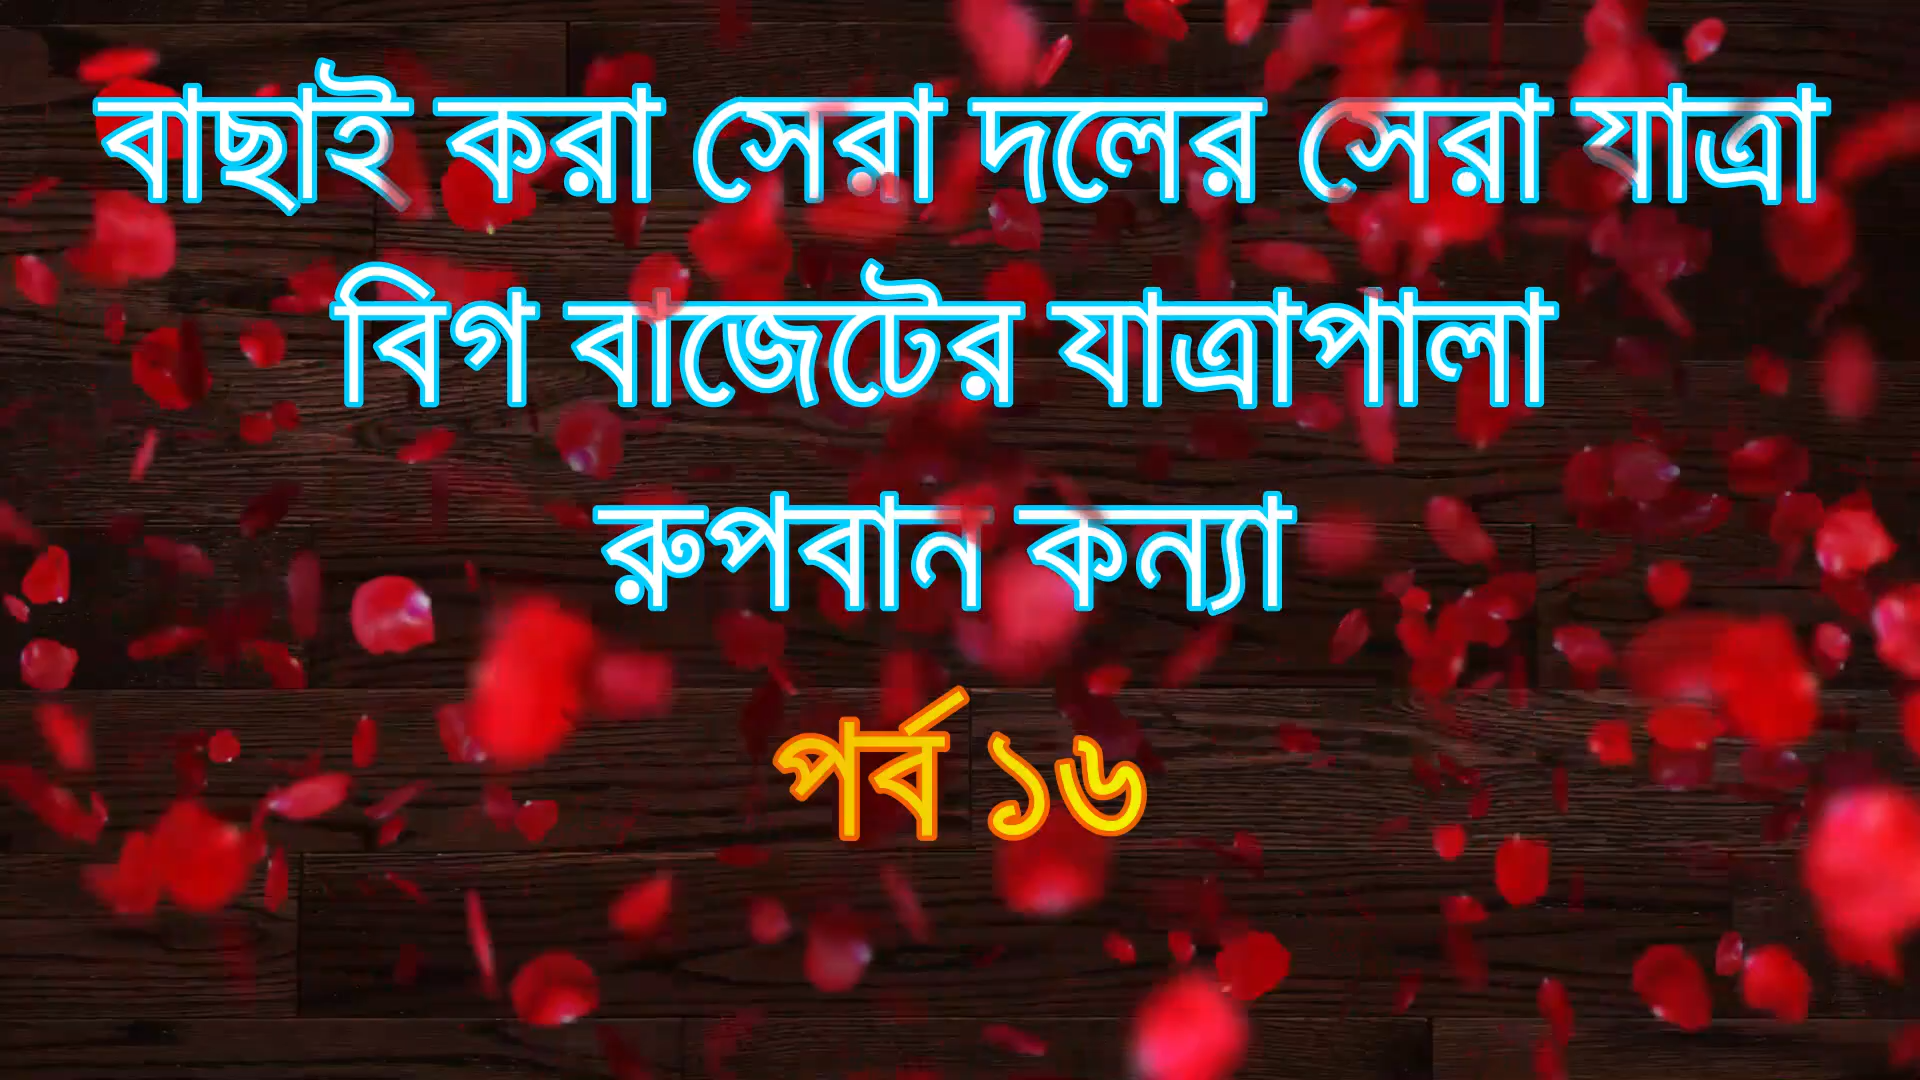 বাছাই করা সেরা দলের সেরা যাত্রা
বিগ বাজেটের যাত্রাপালা
রুপবান কন্যা
পর্ব ১৬